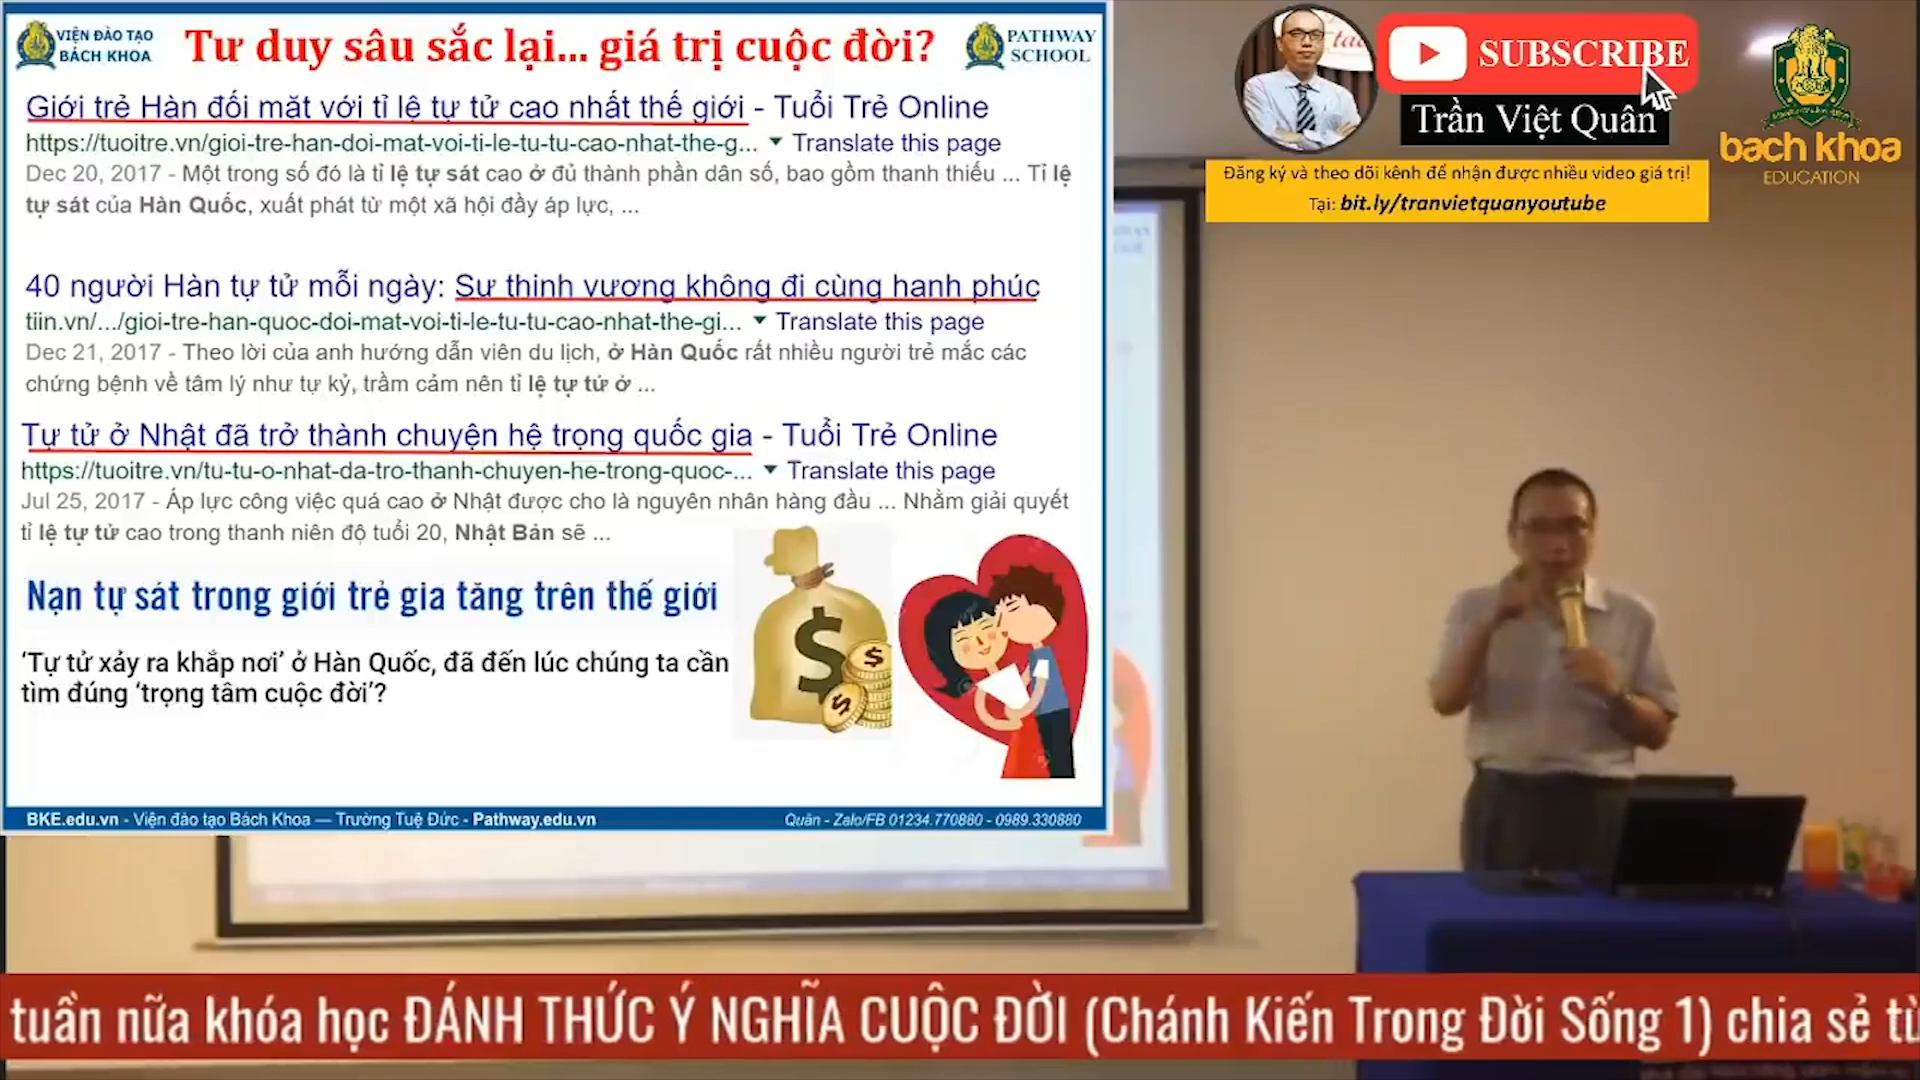 VIỆN ĐÀO TẠO
BÁCH KHOA
Tư duy sâu sắc lại... giá trị cuộc đời?
PATHWAY
SCHOOL
Giới trẻ Hàn đối mặt với tỉ lệ tự tử cao nhất thế giới - Tuổi Trẻ Online
https://tuoitre.vn/gioi-tre-han-doi-mat-voi-ti-le-tu-tu-cao-nhat-the-g... ▼ Translate this page
Dec 20, 2017 - Một trong số đó là tỉ lệ tự sát cao ở đủ thành phần dân số, bao gồm thanh thiếu ... Tỉ lệ
tự sát của Hàn Quốc, xuất phát từ một xã hội đầy áp lực, ...
40 người Hàn tự tử mỗi ngày: Sự thịnh vượng không đi cùng hạnh phúc
tiin.vn/.../gioi-tre-han-quoc-doi-mat-voi-ti-le-tu-tu-cao-nhat-the-gi... ▼ Translate this page
Dec 21, 2017 - Theo lời của anh hướng dẫn viên du lịch, ở Hàn Quốc rất nhiều người trẻ mắc các
chứng bệnh về tâm lý như tự kỷ, trầm cảm nên tỉ lệ tự tử ở ...
Tự tử ở Nhật đã trở thành chuyện hệ trọng quốc gia - Tuổi Trẻ Online
https://tuoitre.vn/tu-tu-o-nhat-da-tro-thanh-chuyen-he-trong-quoc-... ▼ Translate this page
Jul 25, 2017 - Áp lực công việc quá cao ở Nhật được cho là nguyên nhân hàng đầu ... Nhằm giải quyết
tỉ lệ tự tử cao trong thanh niên độ tuổi 20, Nhật Bản sẽ ...
Nạn tự sát trong giới trẻ gia tăng trên thế giới
'Tự tử xảy ra khắp nơi' ở Hàn Quốc, đã đến lúc chúng ta cần
tìm đúng 'trọng tâm cuộc đời'?
BKE.edu.vn - Viện đào tạo Bách Khoa — Trường Tuệ Đức - Pathway.edu.vn
Quân - Zalo/FB 01234.770880 - 0989.330880
SUBSCRIBE
Trần Việt Quân
Đăng ký và theo dõi kênh để nhận được nhiều video giá trị!
Tại: bit.ly/tranvietquanyoutube
bách khoa
EDUCATION
tuần nữa khóa học ĐÁNH THỨC Ý NGHĨA CUỘC ĐỜI (Chánh Kiến Trong Đời Sống 1) chia sẻ từ